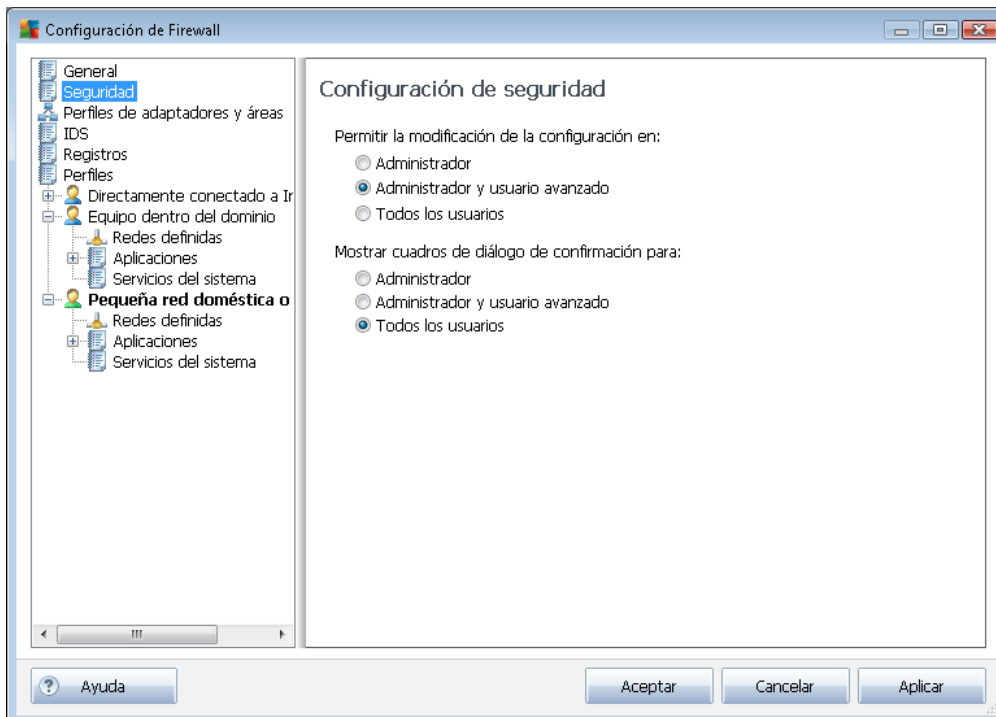 Configuración de Firewall
General
Seguridad
Perfiles de adaptadores y áreas
IDS
Registros
Perfiles
Directamente conectado a Ir
Equipo dentro del dominio
Redes definidas
Aplicaciones
Servicios del sistema
Pequeña red doméstica o
Redes definidas
Aplicaciones
Servicios del sistema
Configuración de seguridad
Permitir la modificación de la configuración en:
Administrador
Administrador y usuario avanzado
Todos los usuarios
Mostrar cuadros de diálogo de confirmación para:
Administrador
Administrador y usuario avanzado
Todos los usuarios
? Ayuda
Aceptar
Cancelar
Aplicar